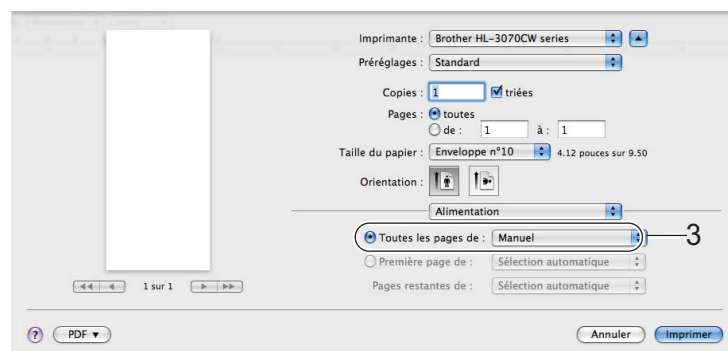 Imprimante : Brother HL-3070CW series
Préréglages : Standard
Copies : 1 triées
Pages : toutes
de : 1 à : 1
Taille du papier : Enveloppe n°10 4.12 pouces sur 9.50
Orientation :
Alimentation
Toutes les pages de : Manuel 3
Première page de : Sélection automatique
Pages restantes de : Sélection automatique
1 sur 1
? PDF ▼ Annuler Imprimer